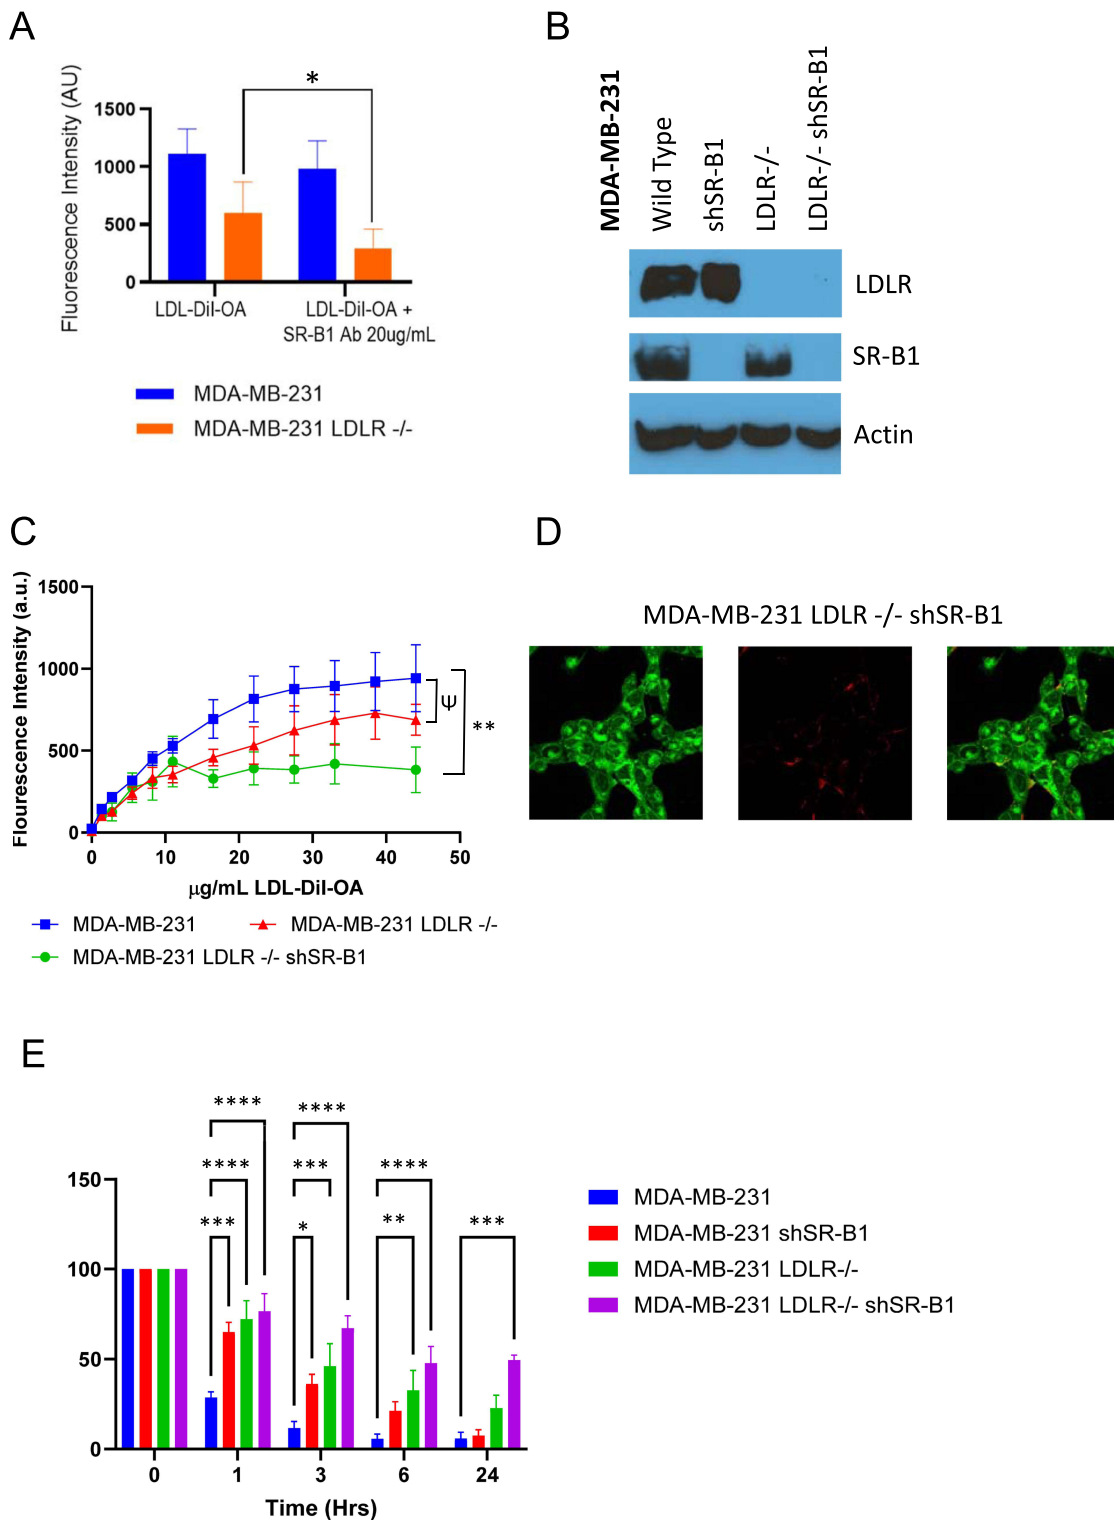 A
Fluorescence Intensity (AU)
1500
1000
500
0
*
LDL-DiI-OA
LDL-DiI-OA +
SR-B1 Ab 20ug/mL
MDA-MB-231
MDA-MB-231 LDLR -/-
B
MDA-MB-231
Wild Type
shSR-B1
LDLR-/-
LDLR-/- shSR-B1
LDLR
SR-B1
Actin
C
Flourescence Intensity (a.u.)
1500
1000
500
0
0 10 20 30 40 50
Ψ
**
μg/mL LDL-DiI-OA
MDA-MB-231
MDA-MB-231 LDLR -/-
MDA-MB-231 LDLR -/- shSR-B1
D
MDA-MB-231 LDLR -/- shSR-B1
E
**** ****
**** *** ****
*** * ** ***
150
100
50
0
0 1 3 6 24
Time (Hrs)
MDA-MB-231
MDA-MB-231 shSR-B1
MDA-MB-231 LDLR-/-
MDA-MB-231 LDLR-/- shSR-B1